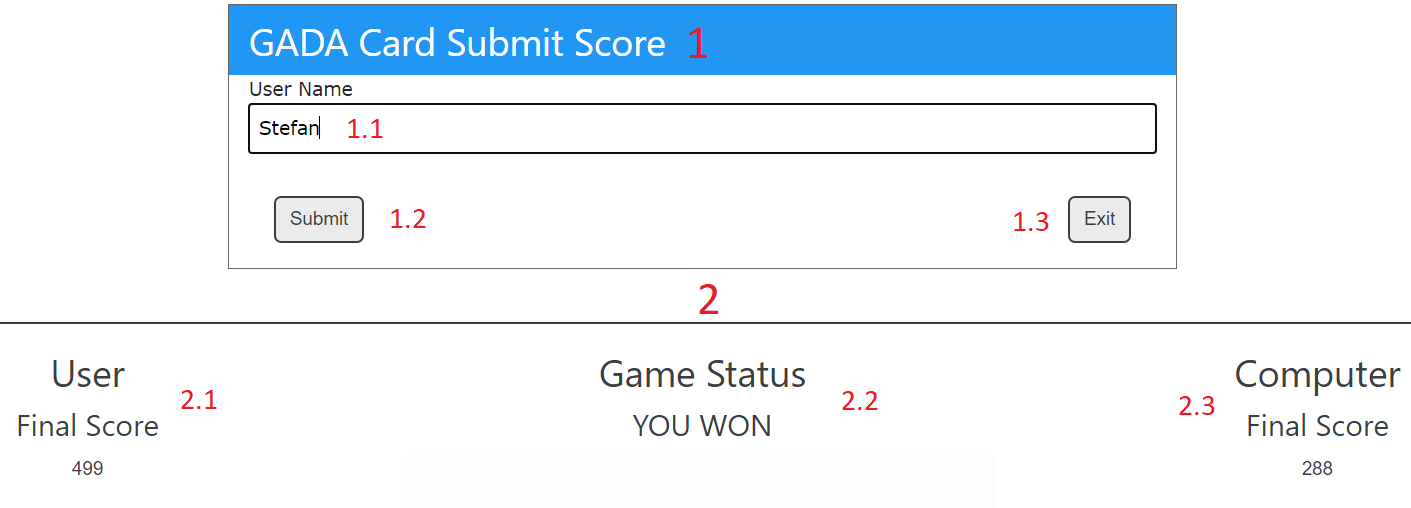 GADA Card Submit Score 1
User Name
Stefan 1.1
Submit 1.2 1.3 Exit
2
User Game Status Computer
2.1 2.2 2.3
Final Score YOU WON Final Score
499 288